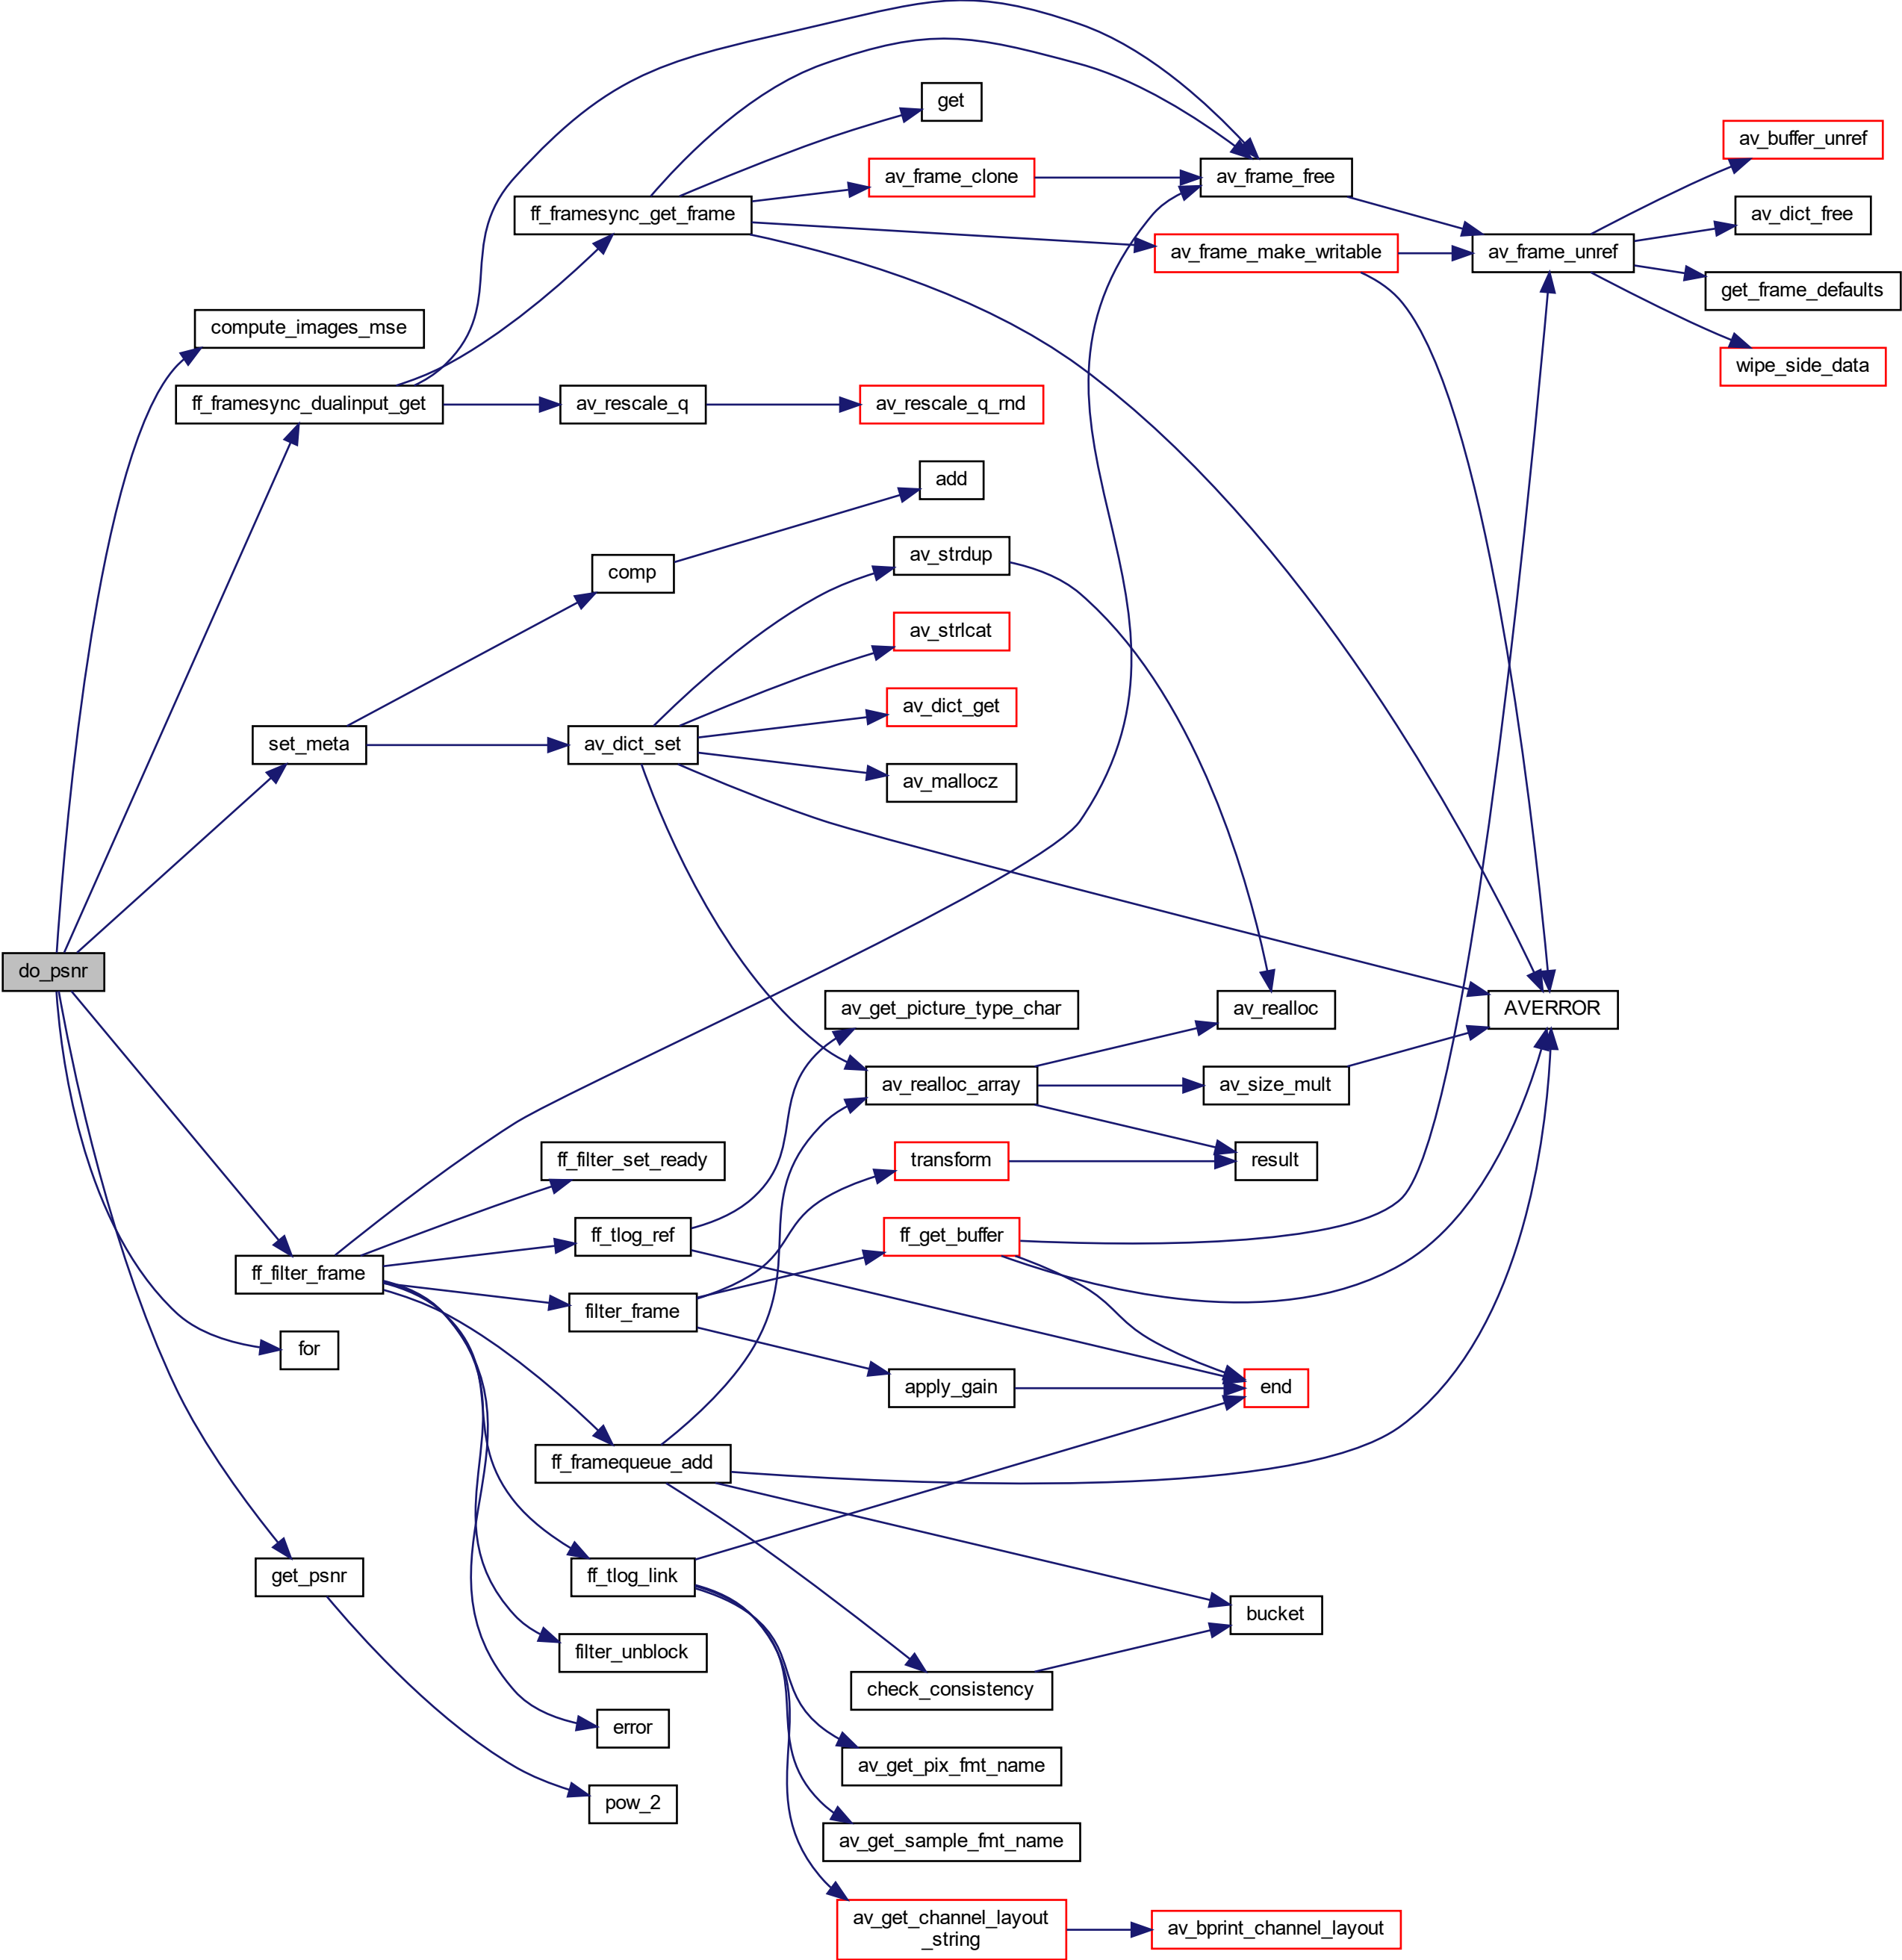 get
av_buffer_unref
av_frame_clone
av_frame_free
av_dict_free
ff_framesync_get_frame
av_frame_make_writable
av_frame_unref
get_frame_defaults
compute_images_mse
wipe_side_data
ff_framesync_dualinput_get
av_rescale_q
av_rescale_q_rnd
add
comp
av_strdup
av_strlcat
av_dict_get
set_meta
av_dict_set
av_mallocz
do_psnr
av_get_picture_type_char
av_realloc
AVERROR
av_realloc_array
av_size_mult
ff_filter_set_ready
transform
result
ff_tlog_ref
ff_get_buffer
ff_filter_frame
filter_frame
for
apply_gain
end
ff_framequeue_add
get_psnr
ff_tlog_link
bucket
filter_unblock
check_consistency
error
av_get_pix_fmt_name
pow_2
av_get_sample_fmt_name
av_get_channel_layout
_string
av_bprint_channel_layout